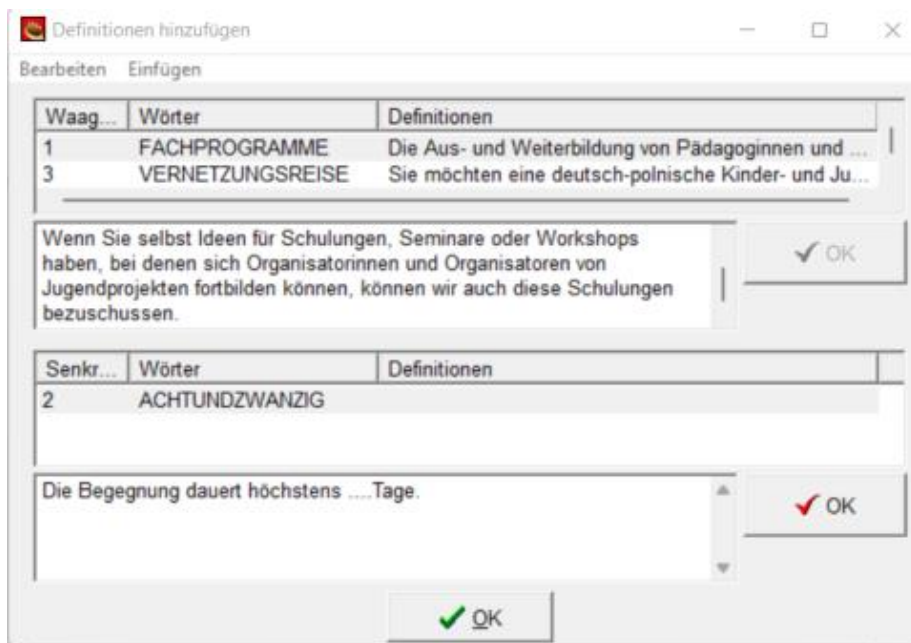 Definitionen hinzufügen
Bearbeiten Einfügen
Waag... Wörter Definitionen
1 FACHPROGRAMME Die Aus- und Weiterbildung von Pädagoginnen und ...
3 VERNETZUNGSREISE Sie möchten eine deutsch-polnische Kinder- und Ju...
Wenn Sie selbst Ideen für Schulungen, Seminare oder Workshops
haben, bei denen sich Organisatorinnen und Organisatoren von
Jugendprojekten fortbilden können, können wir auch diese Schulungen
bezuschussen.
OK
Senkr... Wörter Definitionen
2 ACHTUNDZWANZIG
Die Begegnung dauert höchstens ....Tage.
OK
OK